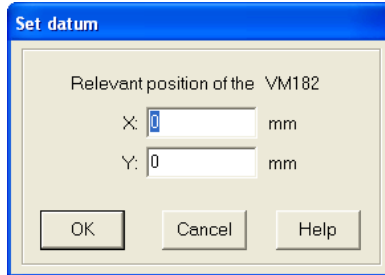 Set datum
Relevant position of the VM182
X: 0 mm
Y: 0 mm
OK Cancel Help